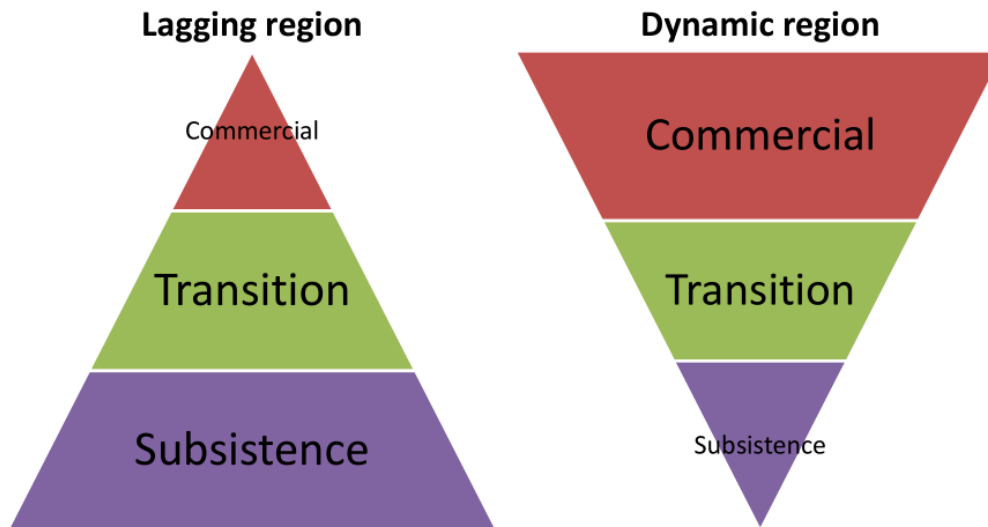 Lagging region
Commercial
Transition
Subsistence
Dynamic region
Commercial
Transition
Subsistence